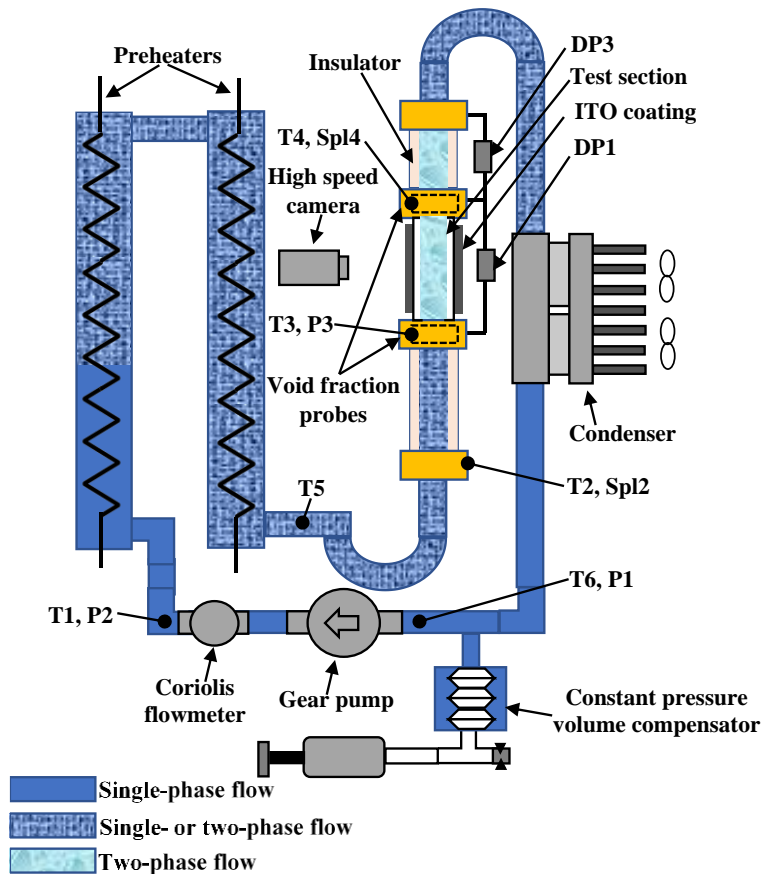 Preheaters
Insulator
DP3
Test section
ITO coating
DP1
T4, Spl4
High speed
camera
T3, P3
Void fraction
probes
Condenser
T5
T2, Spl2
T1, P2
T6, P1
Coriolis
flowmeter
Gear pump
Constant pressure
volume compensator
Single-phase flow
Single- or two-phase flow
Two-phase flow